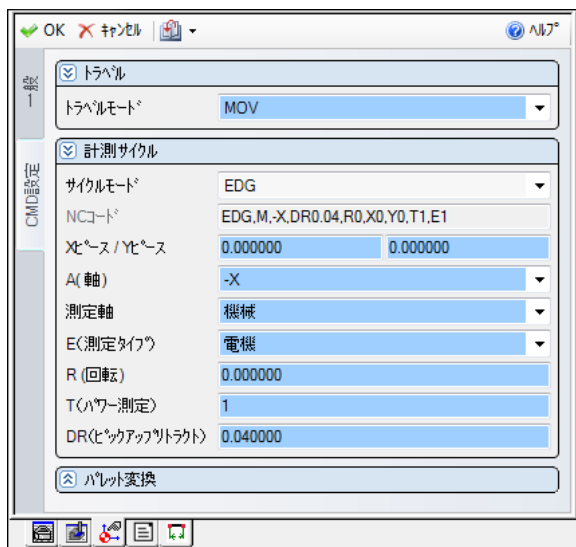 OK ｷｬﾝｾﾙ ﾍﾙﾌﾟ
一般
CMD設定
ﾄﾗﾍﾞﾙ
ﾄﾗﾍﾞﾙﾓｰﾄﾞ MOV
計測ｻｲｸﾙ
ｻｲｸﾙﾓｰﾄﾞ EDG
NCｺｰﾄﾞ EDG,M,-X,DR0.04,R0,X0,Y0,T1,E1
Xﾋﾟｰｽ / Yﾋﾟｰｽ 0.000000 0.000000
A(軸) -X
測定軸 機械
E(測定ﾀｲﾌﾟ) 電機
R (回転) 0.000000
T(ﾊﾟﾜｰ測定) 1
DR(ﾋﾟｯｸｱｯﾌﾟﾘﾄﾗｸﾄ) 0.040000
ﾊﾟﾚｯﾄ変換